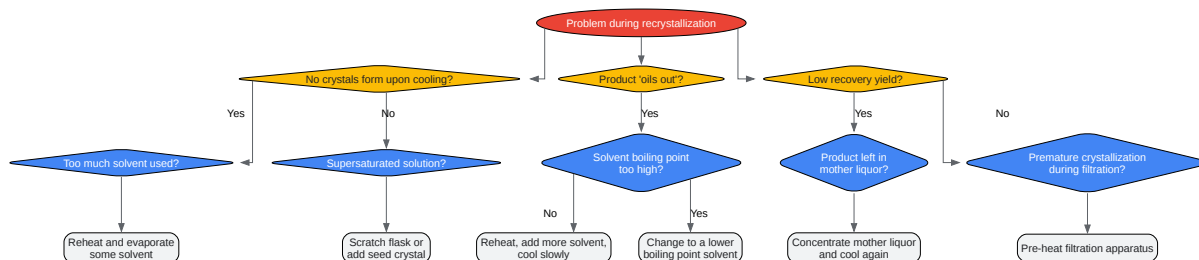 Problem during recrystallization
No crystals form upon cooling?
Product 'oils out'?
Low recovery yield?
Yes
No
Yes
Yes
No
Too much solvent used?
Supersaturated solution?
Solvent boiling point
too high?
Product left in
mother liquor?
Premature crystallization
during filtration?
No
Yes
Reheat and evaporate
some solvent
Scratch flask or
add seed crystal
Reheat, add more solvent,
cool slowly
Change to a lower
boiling point solvent
Concentrate mother liquor
and cool again
Pre-heat filtration apparatus